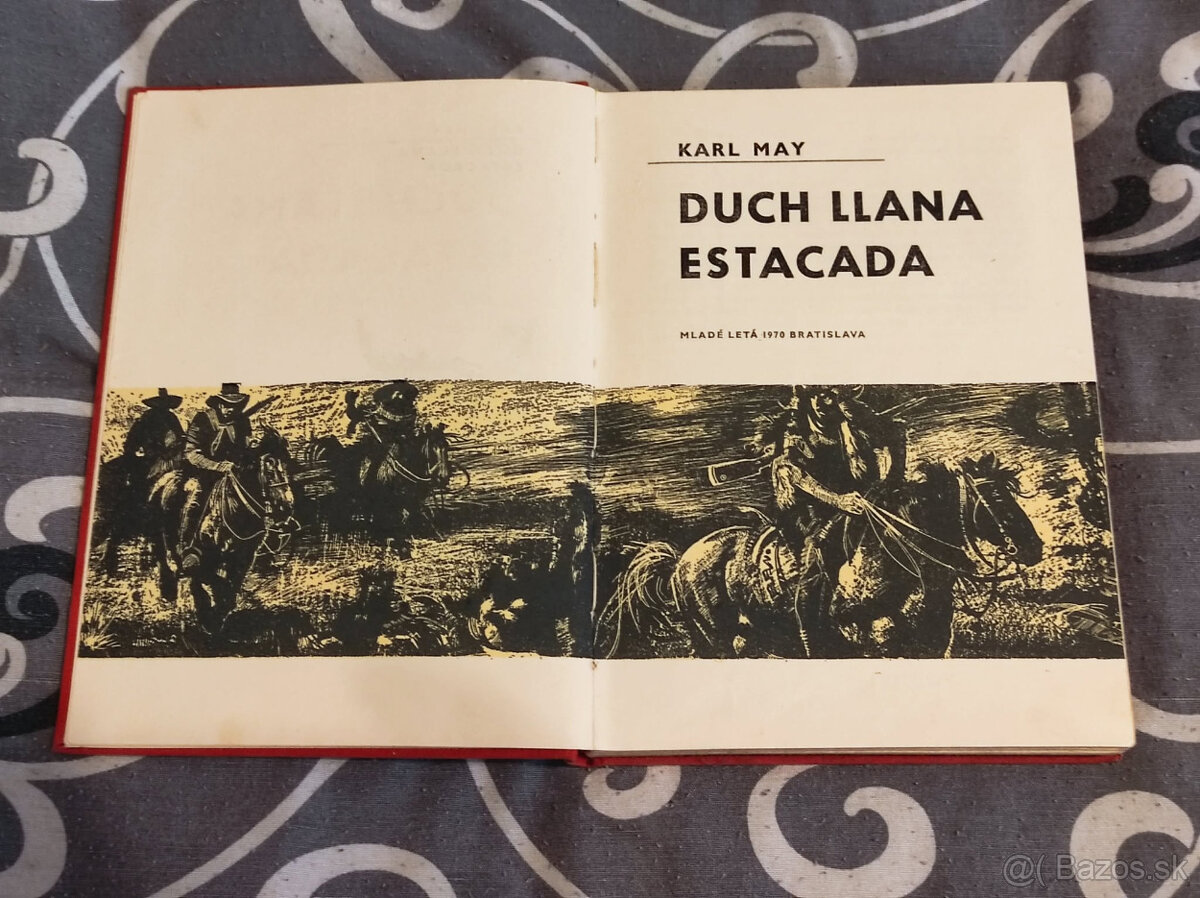 KARL MAY
DUCH LLANA
ESTACADA
MLADÉ LETÁ 1970 BRATISLAVA
@( Bazos.sk